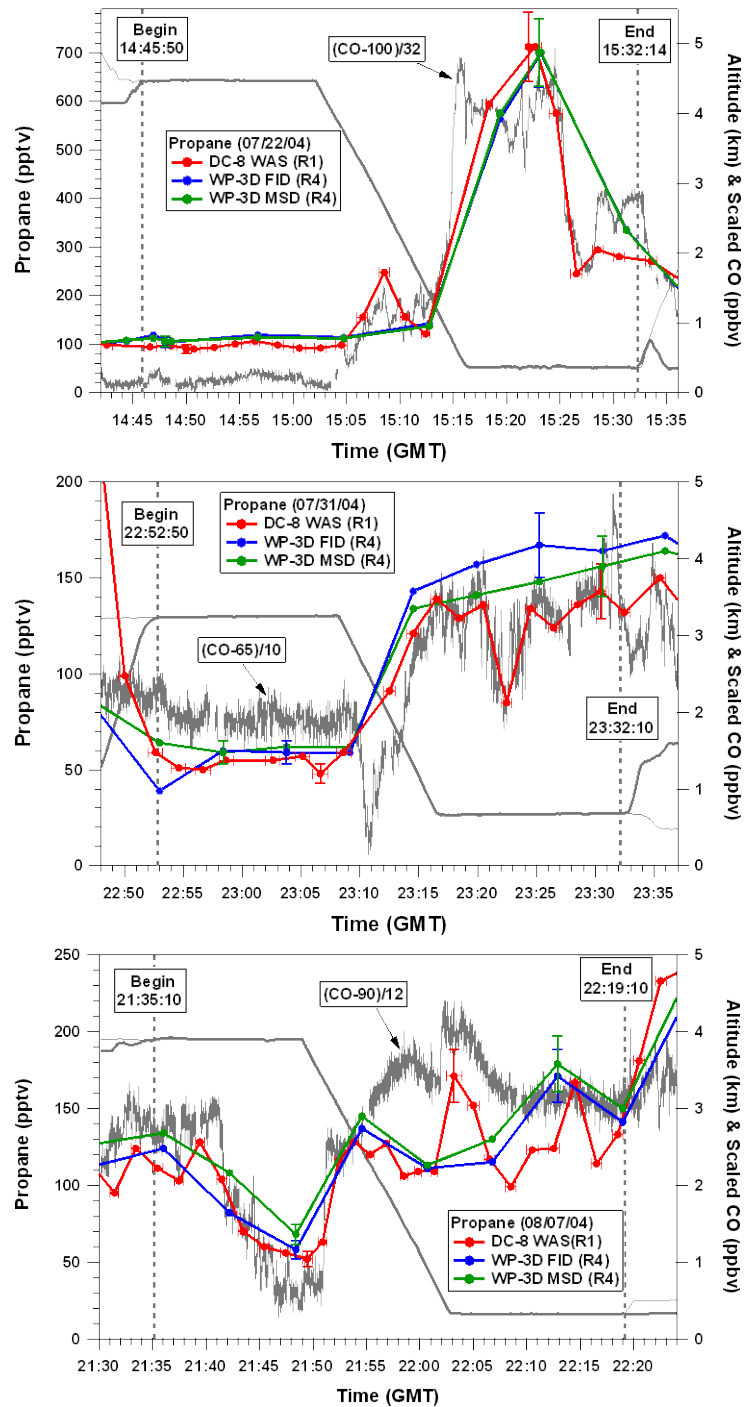 Begin
14:45:50
(CO-100)/32
End
15:32:14
Propane (07/22/04)
DC-8 WAS (R1)
WP-3D FID (R4)
WP-3D MSD (R4)
Propane (pptv)
700
600
500
400
300
200
100
0
5
4
3
2
1
0
Altitude (km) & Scaled CO (ppbv)
14:45 14:50 14:55 15:00 15:05 15:10 15:15 15:20 15:25 15:30 15:35
Time (GMT)
Begin
22:52:50
Propane (07/31/04)
DC-8 WAS (R1)
WP-3D FID (R4)
WP-3D MSD (R4)
(CO-65)/10
End
23:32:10
Propane (pptv)
200
150
100
50
0
5
4
3
2
1
0
Altitude (km) & Scaled CO (ppbv)
22:50 22:55 23:00 23:05 23:10 23:15 23:20 23:25 23:30 23:35
Time (GMT)
Begin
21:35:10
(CO-90)/12
End
22:19:10
Propane (08/07/04)
DC-8 WAS(R1)
WP-3D FID (R4)
WP-3D MSD (R4)
Propane (pptv)
250
200
150
100
50
0
5
4
3
2
1
0
Altitude (km) & Scaled CO (ppbv)
21:30 21:35 21:40 21:45 21:50 21:55 22:00 22:05 22:10 22:15 22:20
Time (GMT)